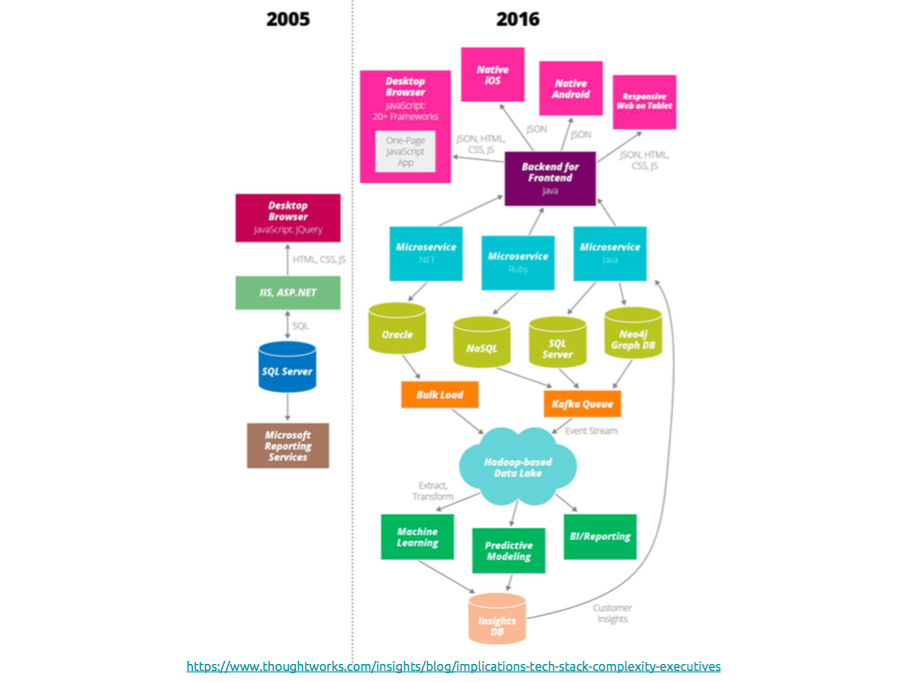 2005
Desktop
Browser
JavaScript: JQuery
HTML, CSS, JS
IIS, ASP.NET
SQL
SQL Server
Microsoft
Reporting
Services
2016
Desktop
Browser
JavaScript:
20+ Frameworks
One-Page
JavaScript
App
Native
iOS
Native
Android
Responsive
Web on Tablet
JSON, HTML,
CSS, JS
JSON
JSON
JSON, HTML,
CSS, JS
Backend for
Frontend
Java
Microservice
.NET
Microservice
Ruby
Microservice
Java
Oracle
NoSQL
SQL
Server
Neo4j
Graph DB
Bulk Load
Kafka Queue
Event Stream
Hadoop-based
Data Lake
Extract,
Transform
Machine
Learning
Predictive
Modeling
BI/Reporting
Insights
DB
Customer
Insights
https://www.thoughtworks.com/insights/blog/implications-tech-stack-complexity-executives